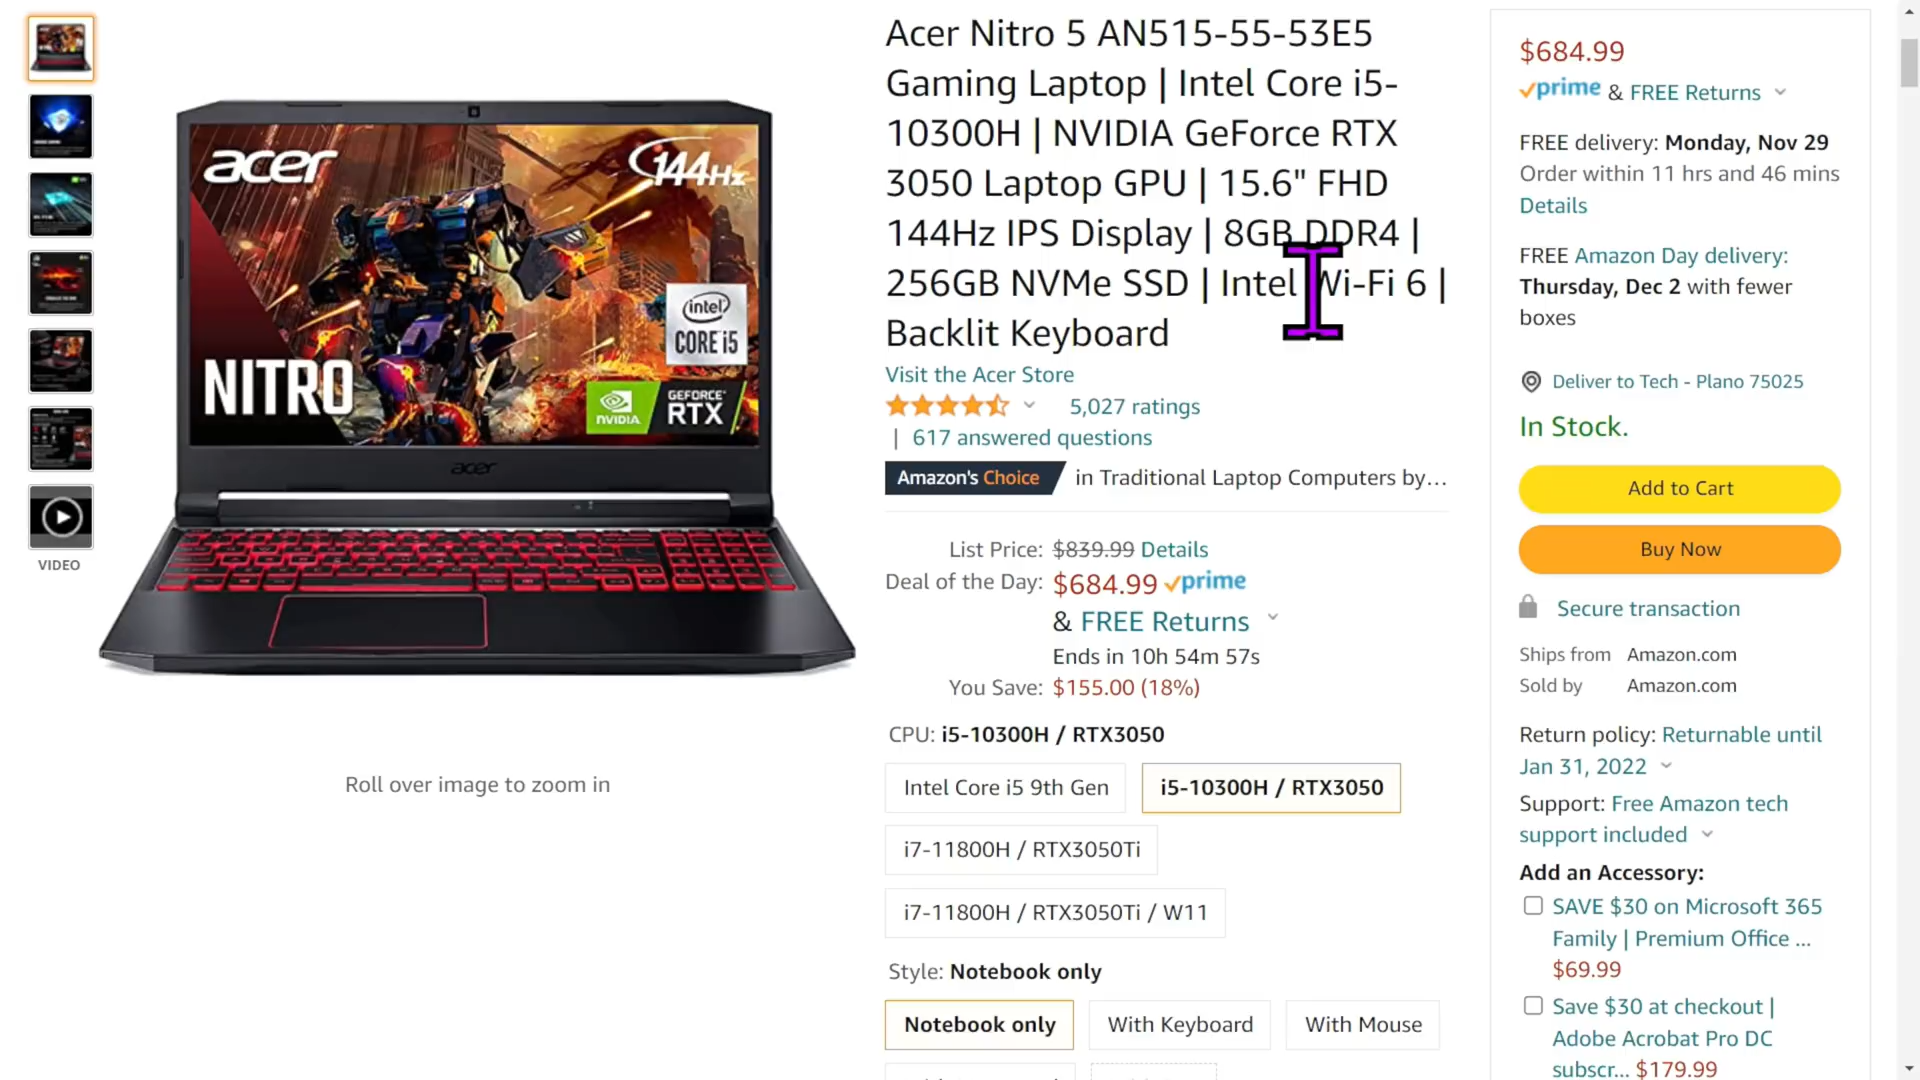 acer
144Hz
intel
CORE i5
NITRO
NVIDIA
GEFORCE
RTX
acer
VIDEO
Roll over image to zoom in
Acer Nitro 5 AN515-55-53E5
Gaming Laptop | Intel Core i5-
10300H | NVIDIA GeForce RTX
3050 Laptop GPU | 15.6" FHD
144Hz IPS Display | 8GB DDR4 |
256GB NVMe SSD | Intel Wi-Fi 6 |
Backlit Keyboard
Visit the Acer Store
5,027 ratings
| 617 answered questions
Amazon's Choice in Traditional Laptop Computers by...
List Price: $839.99 Details
Deal of the Day: $684.99 prime
& FREE Returns
Ends in 10h 54m 57s
You Save: $155.00 (18%)
CPU: i5-10300H / RTX3050
Intel Core i5 9th Gen
i5-10300H / RTX3050
i7-11800H / RTX3050Ti
i7-11800H / RTX3050Ti / W11
Style: Notebook only
Notebook only
With Keyboard
With Mouse
$684.99
prime & FREE Returns
FREE delivery: Monday, Nov 29
Order within 11 hrs and 46 mins
Details
FREE Amazon Day delivery:
Thursday, Dec 2 with fewer
boxes
Deliver to Tech - Plano 75025
In Stock.
Add to Cart
Buy Now
Secure transaction
Ships from Amazon.com
Sold by Amazon.com
Return policy: Returnable until
Jan 31, 2022
Support: Free Amazon tech
support included
Add an Accessory:
SAVE $30 on Microsoft 365
Family | Premium Office ...
$69.99
Save $30 at checkout |
Adobe Acrobat Pro DC
subscr... $179.99